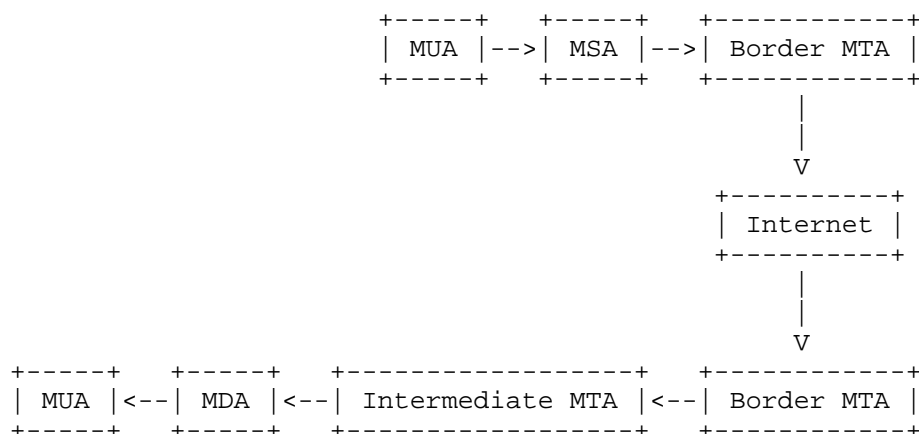 MUA MSA Border MTA
Internet
MUA MDA Intermediate MTA Border MTA